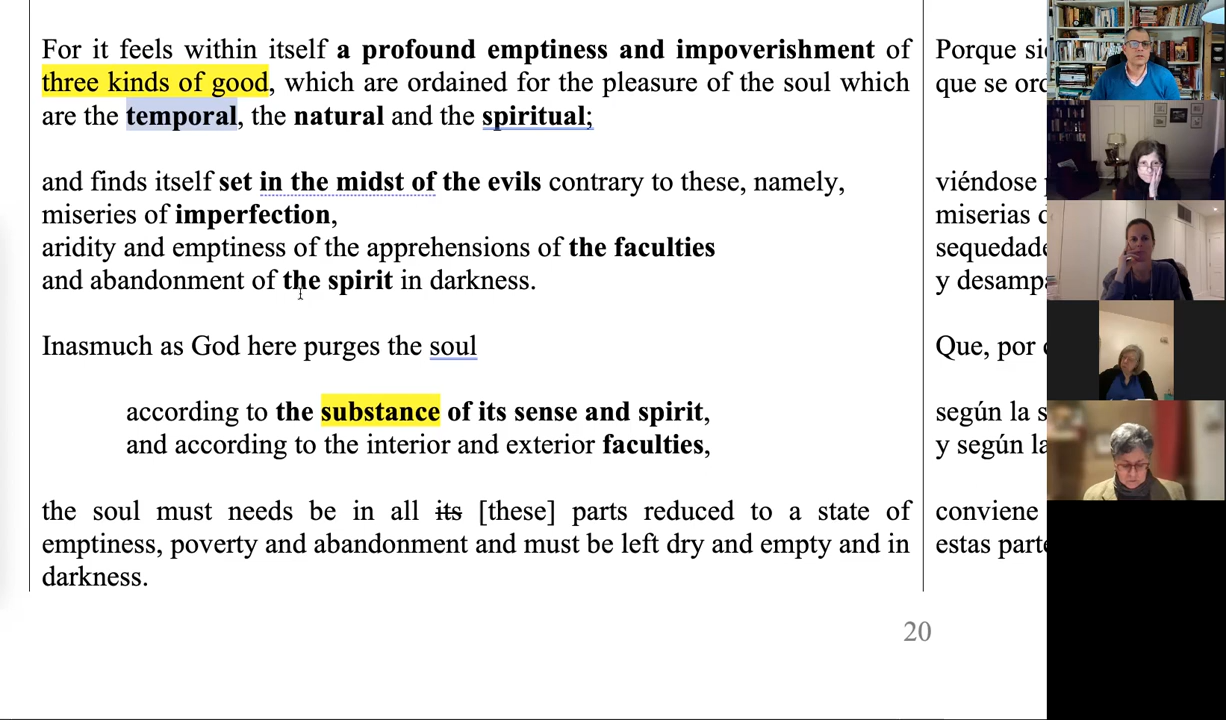 For it feels within itself a profound emptiness and impoverishment of
three kinds of good, which are ordained for the pleasure of the soul which
are the temporal, the natural and the spiritual;
and finds itself set in the midst of the evils contrary to these, namely,
miseries of imperfection,
aridity and emptiness of the apprehensions of the faculties
and abandonment of the spirit in darkness.
Inasmuch as God here purges the soul
according to the substance of its sense and spirit,
and according to the interior and exterior faculties,
the soul must needs be in all its [these] parts reduced to a state of
emptiness, poverty and abandonment and must be left dry and empty and in
darkness.
Porque
que se
viéndose
miserias
y
Que, por
según la
y según la
conviene
estas
20